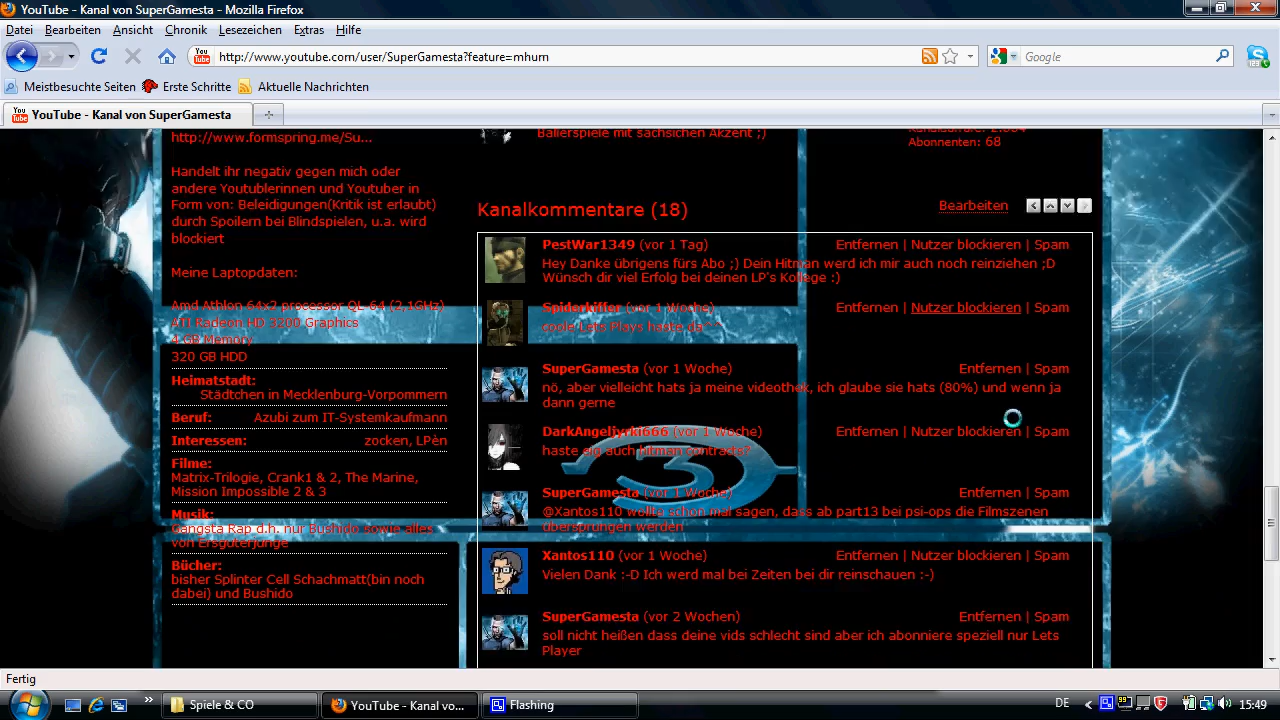 YouTube - Kanal von SuperGamesta - Mozilla Firefox
Datei Bearbeiten Ansicht Chronik Lesezeichen Extras Hilfe
http://www.youtube.com/user/SuperGamesta?feature=mhum
Google
Meistbesuchte Seiten Erste Schritte Aktuelle Nachrichten
YouTube - Kanal von SuperGamesta
http://www.formspring.me/Su...
Handelt ihr negativ gegen mich oder
andere Youtublerinnen und Youtuber in
Form von: Beleidigungen(Kritik ist erlaubt)
durch Spoilern bei Blindspielen, u.a. wird
blockiert
Meine Laptopdaten:
Amd Athlon 64x2 processor QL-64 (2,1GHz)
ATI Radeon HD 3200 Graphics
4 GB Memory
320 GB HDD
Heimatstadt:
Städtchen in Mecklenburg-Vorpommern
Beruf: Azubi zum IT-Systemkaufmann
Interessen: zocken, LPèn
Filme:
Matrix-Trilogie, Crank1 & 2, The Marine,
Mission Impossible 2 & 3
Musik:
Gangsta Rap d.h. nur Bushido sowie alles
von Ersguterjunge
Bücher:
bisher Splinter Cell Schachmatt(bin noch
dabei) und Bushido
Ballerspiele mit sächsichen Akzent ;)
Kanalaufrufe: 2.684
Abonnenten: 68
Kanalkommentare (18) Bearbeiten
PestWar1349 (vor 1 Tag) Entfernen | Nutzer blockieren | Spam
Hey Danke übrigens fürs Abo ;) Dein Hitman werd ich mir auch noch reinziehen ;D
Wünsch dir viel Erfolg bei deinen LP's Kollege :)
Spiderkiffer (vor 1 Woche) Entfernen | Nutzer blockieren | Spam
coole Lets Plays haste da^^
SuperGamesta (vor 1 Woche) Entfernen | Spam
nö, aber vielleicht hats ja meine videothek, ich glaube sie hats (80%) und wenn ja
dann gerne
(vor 1 Woche) Entfernen | Nutzer blockieren | Spam
haste eig auch Hitman contracts?
SuperGamesta (vor 1 Woche) Entfernen | Spam
@Xantos110 wollte schon mal sagen, dass ab part13 bei psi-ops die Filmszenen
übersprungen werden
Xantos110 (vor 1 Woche) Entfernen | Nutzer blockieren | Spam
Vielen Dank :-D Ich werd mal bei Zeiten bei dir reinschauen :-)
SuperGamesta (vor 2 Wochen) Entfernen | Spam
soll nicht heißen dass deine vids schlecht sind aber ich abonniere speziell nur Lets
Player
Fertig
Spiele & CO YouTube - Kanal vo... Flashing DE 15:49